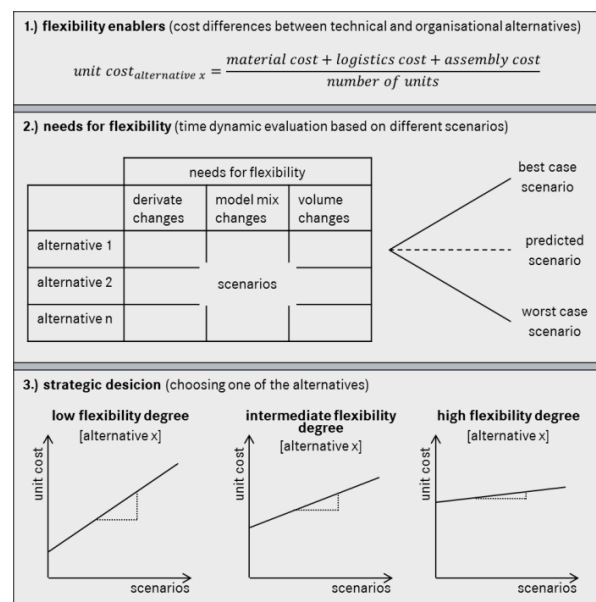 1.) flexibility enablers (cost differences between technical and organisational alternatives)
unit cost_alternative x = material cost + logistics cost + assembly cost
number of units
2.) needs for flexibility (time dynamic evaluation based on different scenarios)
needs for flexibility
derivate changes
model mix changes
volume changes
alternative 1
alternative 2
alternative n
scenarios
best case scenario
predicted scenario
worst case scenario
3.) strategic desicion (choosing one of the alternatives)
low flexibility degree
[alternative x]
unit cost
scenarios
intermediate flexibility
degree
[alternative x]
unit cost
scenarios
high flexibility degree
[alternative x]
unit cost
scenarios